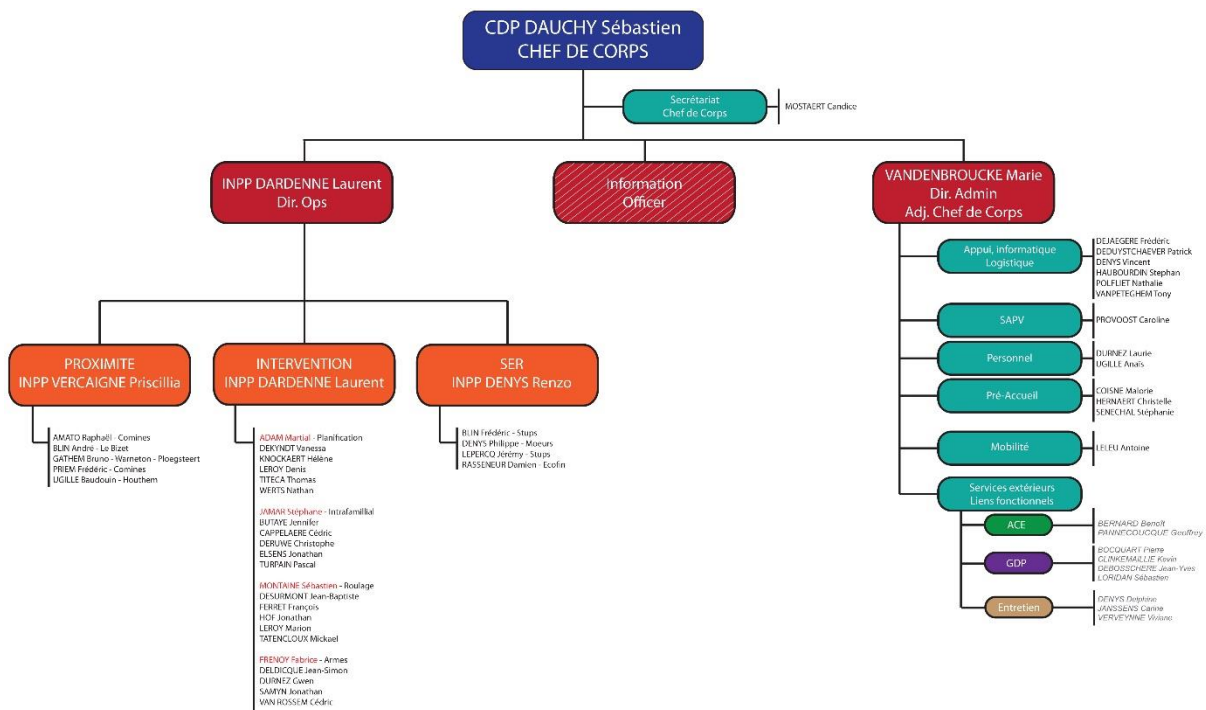 CDP DAUCHY Sébastien
CHEF DE CORPS
Secrétariat
Chef de Corps
MOSTAERT Candice
INPP DARDENNE Laurent
Dir. Ops
Information
Officer
VANDENBROUCKE Marie
Dir. Admin
Adj. Chef de Corps
PROXIMITE
INPP VERCAIGNE Priscillia
AMATO Raphaël - Comines
BLIN André - Le Bizet
GATHEM Bruno - Warneton - Ploegsteert
PRIEM Frédéric - Comines
UGILLE Baudouin - Houthem
INTERVENTION
INPP DARDENNE Laurent
ADAM Martial - Planification
DEKYNDT Vanessa
KNOCKAERT Hélène
LEROY Denis
TITECA Thomas
WERTS Nathan
JAMAR Stéphane - Intrafamillial
BUTAYE Jennifer
CAPPELAERE Cédric
DERUWE Christophe
ELSENS Jonathan
TURPAIN Pascal
MONTAINE Sébastien - Roulage
DESURMONT Jean-Baptiste
FERRET François
HOF Jonathan
LEROY Marion
TATENCLOUX Mickael
FRENOY Fabrice - Armes
DELDICQUE Jean-Simon
DURNEZ Gwen
SAMYN Jonathan
VAN ROSSEM Cédric
SER
INPP DENYS Renzo
BLIN Frédéric - Stups
DENYS Philippe - Moeurs
LEPERCQ Jérémy - Stups
RASSENEUR Damien - Ecofin
Appui, informatique
Logistique
DEJAEGERE Frédéric
DEDUYSTCHAEVER Patrick
DENYS Vincent
HAUBOURDIN Stephan
POLFLIET Nathalie
VANPETEGHEM Tony
SAPV
PROVOOST Caroline
Personnel
DURNEZ Laurie
UGILLE Anaïs
Pré-Accueil
COISNE Malorie
HERNAERT Christelle
SENECHAL Stéphanie
Mobilité
LELEU Antoine
Services extérieurs
Liens fonctionnels
ACE
BERNARD Benoît
PANNECOUCQUE Geoffrey
GDP
BOCQUART Pierre
CLINKEMAILLIE Kevin
DEBOSSCHERE Jean-Yves
LORIDAN Sébastien
Entretien
DENYS Delphine
JANSSENS Carine
VERVEYNNE Viviane